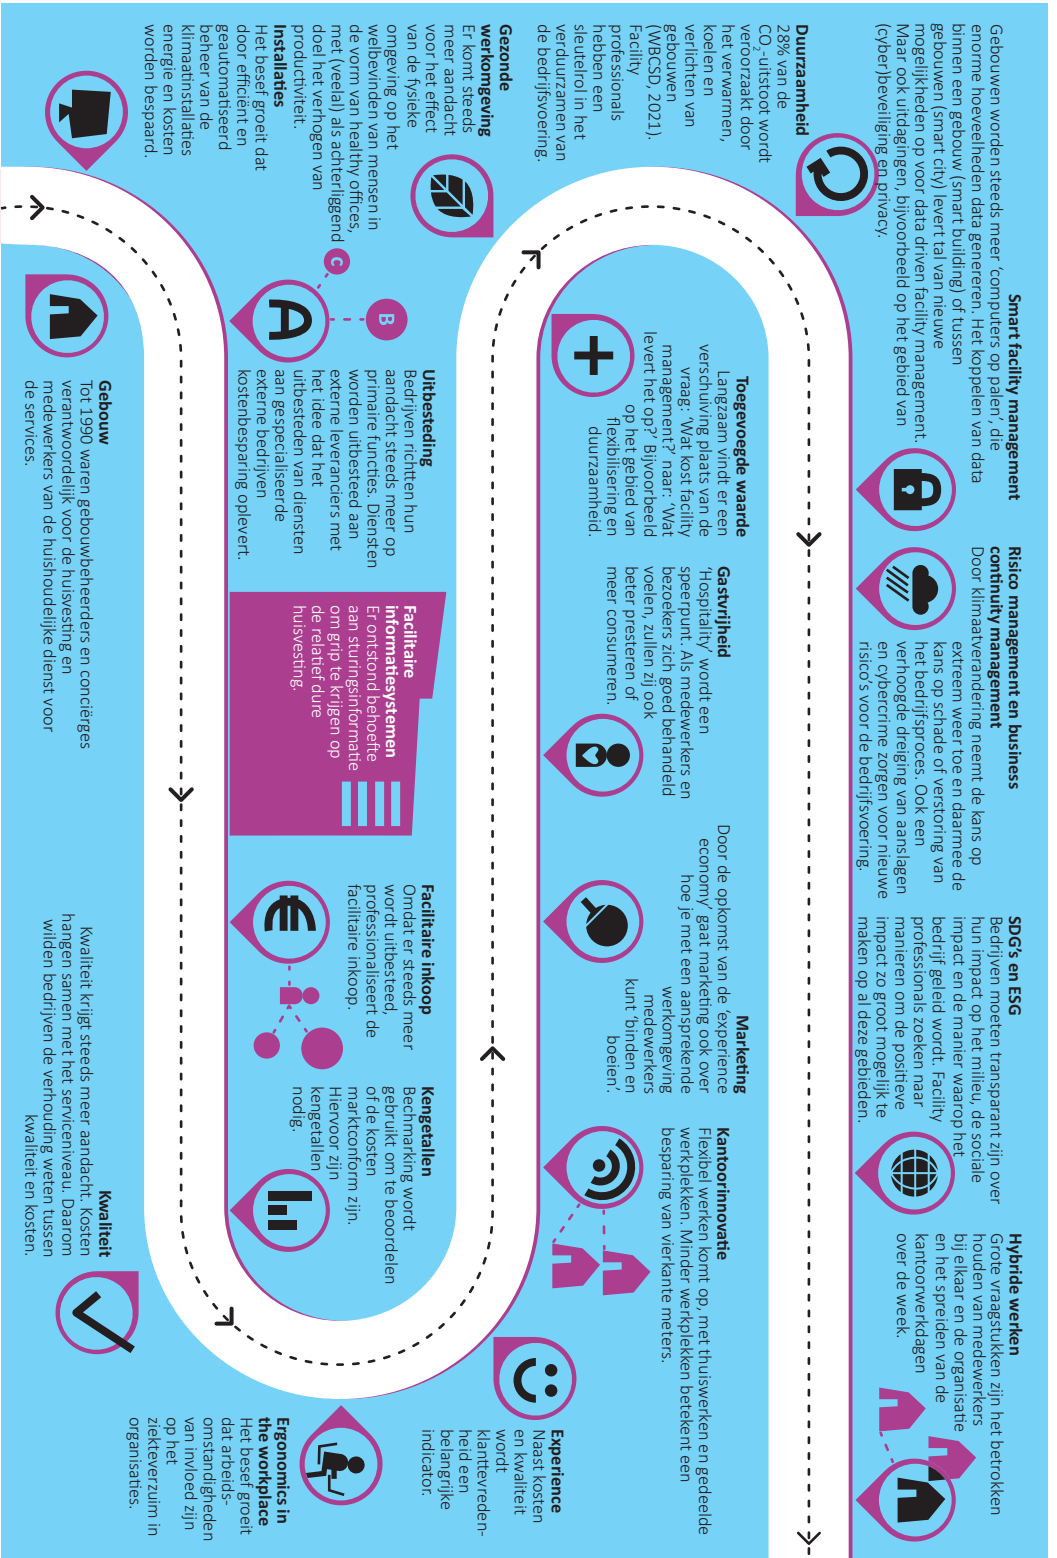 Smart facility management
Gebouwen worden steeds meer ‘computers op palen’, die
enorme hoeveelheden data genereren. Het koppelen van data
binnen een gebouw (smart building) of tussen
gebouwen (smart city) levert tal van nieuwe
mogelijkheden op voor data driven facility management.
Maar ook uitdagingen, bijvoorbeeld op het gebied van
(cyber)beveiliging en privacy.
Risico management en business
continuity management
Door klimaatverandering neemt de kans op
extreem weer toe en daarmee de
kans op schade of verstoring van
het bedrijfsproces. Ook een
verhoogde dreiging van aanslagen
en cybercrime zorgen voor nieuwe
risico’s voor de bedrijfsvoering.
SDG’s en ESG
Bedrijven moeten transparant zijn over
hun impact op het milieu, de sociale
impact en de manier waarop het
bedrijf geleid wordt. Facility
professionals zoeken naar
manieren om de positieve
impact zo groot mogelijk te
maken op al deze gebieden.
Hybride werken
Grote vraagstukken zijn het betrokken
houden van medewerkers
bij elkaar en de organisatie
en het spreiden van de
kantoorwerkdagen
over de week.
Duurzaamheid
28% van de
CO2-uitstoot wordt
veroorzaakt door
het verwarmen,
koelen en
verlichten van
gebouwen
(WBCSD, 2021).
Facility
professionals
hebben een
sleutelrol in het
verduurzamen van
de bedrijfsvoering.
Toegevoegde waarde
Langzaam vindt er een
verschuiving plaats van de
vraag: ‘Wat kost facility
management?’ naar: ‘Wat
levert het op?’ Bijvoorbeeld
op het gebied van
flexibilisering en
duurzaamheid.
Gastvrijheid
‘Hospitality’ wordt een
speerpunt. Als medewerkers en
bezoekers zich goed behandeld
voelen, zullen zij ook
beter presteren of
meer consumeren.
Marketing
Door de opkomst van de ‘experience
economy’ gaat marketing ook over
hoe je met een aansprekende
werkomgeving
medewerkers
kunt ‘binden en
boeien’.
Kantoorinnovatie
Flexibel werken komt op, met thuiswerken en gedeelde
werkplekken. Minder werkplekken betekent een
besparing van vierkante meters.
Gezonde
werkomgeving
Er komt steeds
meer aandacht
voor het effect
van de fysieke
omgeving op het
welbevinden van mensen in
de vorm van healthy offices,
met (veelal) als achterliggend
doel het verhogen van
productiviteit.
B
C
A
Uitbesteding
Bedrijven richtten hun
aandacht steeds meer op
primaire functies. Diensten
worden uitbesteed aan
externe leveranciers met
het idee dat het
uitbesteden van diensten
aan gespecialiseerde
externe bedrijven
kostenbesparing oplevert.
Facilitaire
informatiesystemen
Er ontstond behoefte
aan sturingsinformatie
om grip te krijgen op
de relatief dure
huisvesting.
Facilitaire inkoop
Omdat er steeds meer
wordt uitbesteed,
professionaliseert de
facilitaire inkoop.
€
Kengetallen
Bechmarking wordt
gebruikt om te beoordelen
of de kosten
marktconform zijn.
Hiervoor zijn
kengetallen
nodig.
Experience
Naast kosten
en kwaliteit
wordt
klanttevreden-
heid een
belangrijke
indicator.
Installaties
Het besef groeit dat
door efficiënt en
geautomatiseerd
beheer van de
klimaatinstallaties
energie en kosten
worden bespaard.
Ergonomics in
the workplace
Het besef groeit
dat arbeids-
omstandigheden
van invloed zijn
op het
ziekteverzuim in
organisaties.
Gebouw
Tot 1990 waren gebouwbeheerders en conciërges
verantwoordelijk voor de huisvesting en
medewerkers van de huishoudelijke dienst voor
de services.
Kwaliteit
Kwaliteit krijgt steeds meer aandacht. Kosten
hangen samen met het serviceniveau. Daarom
wilden bedrijven de verhouding weten tussen
kwaliteit en kosten.